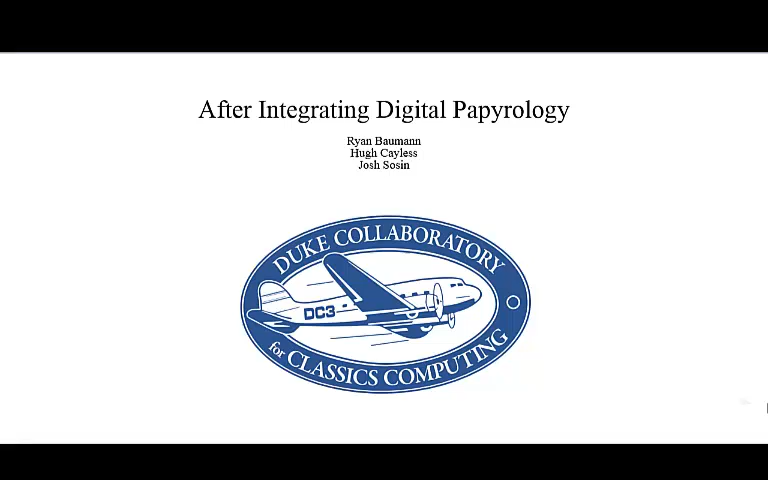 After Integrating Digital Papyrology
Ryan Baumann
Hugh Cayless
Josh Sosin
DUKE COLLABORATORY
DC3
for CLASSICS COMPUTING